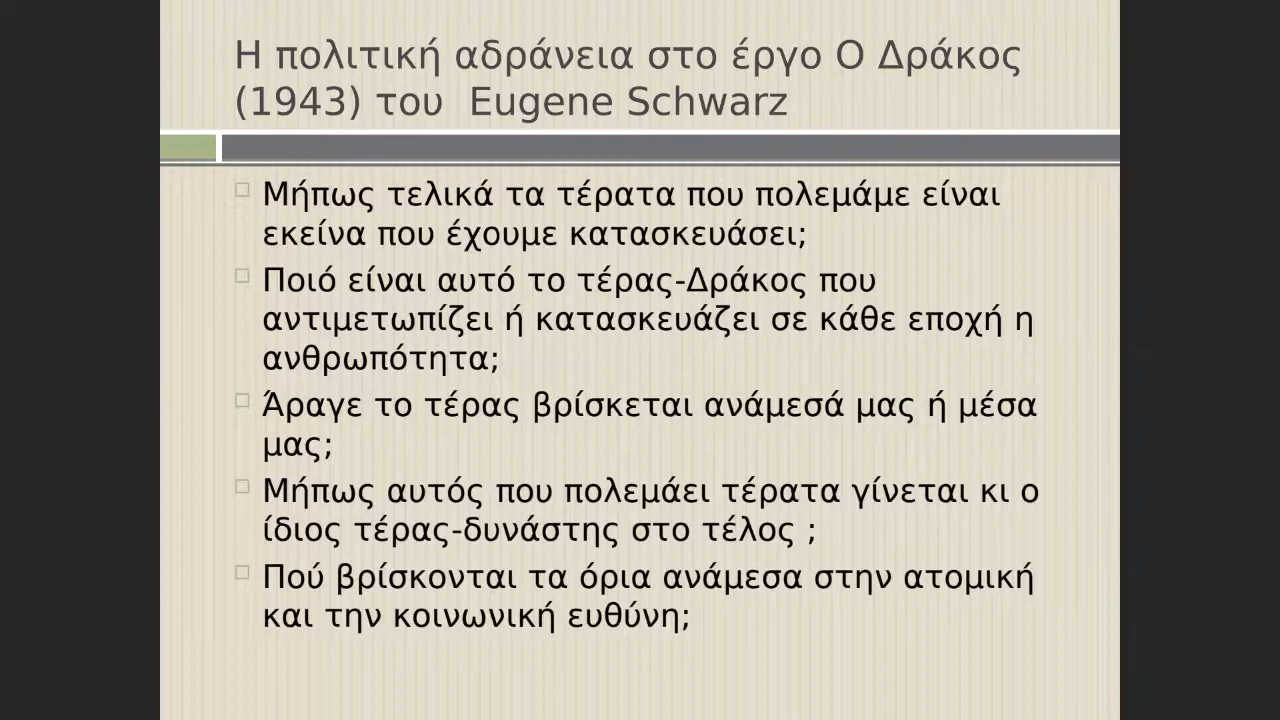 Η πολιτική αδράνεια στο έργο Ο Δράκος
(1943) του Eugene Schwarz
Μήπως τελικά τα τέρατα που πολεμάμε είναι
εκείνα που έχουμε κατασκευάσει;
Ποιό είναι αυτό το τέρας-Δράκος που
αντιμετωπίζει ή κατασκευάζει σε κάθε εποχή η
ανθρωπότητα;
Άραγε το τέρας βρίσκεται ανάμεσά μας ή μέσα
μας;
Μήπως αυτός που πολεμάει τέρατα γίνεται κι ο
ίδιος τέρας-δυνάστης στο τέλος ;
Πού βρίσκονται τα όρια ανάμεσα στην ατομική
και την κοινωνική ευθύνη;